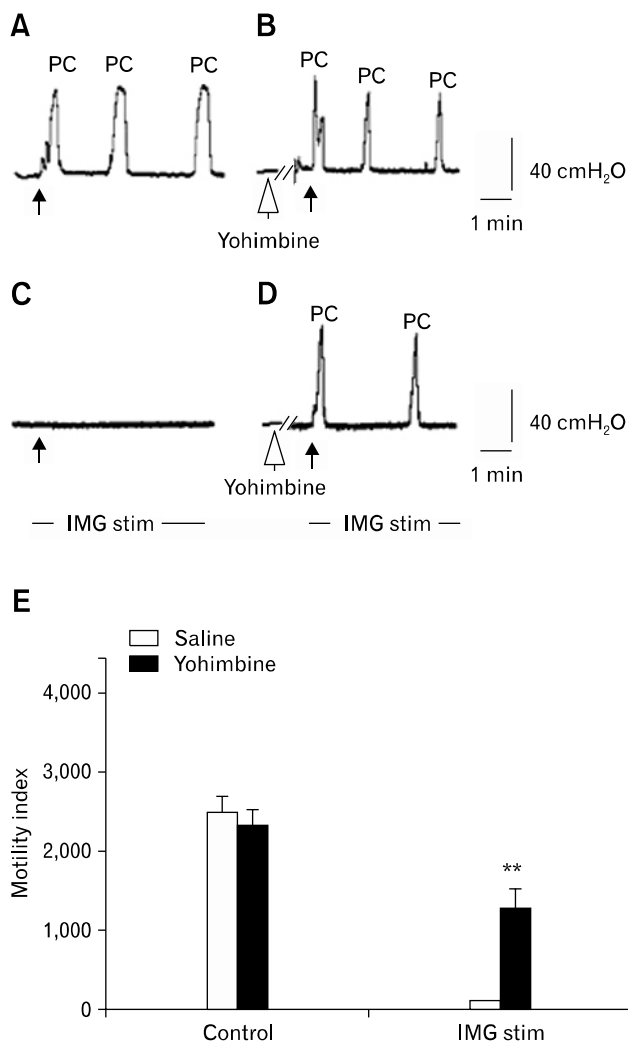 A
B
PC PC PC
PC PC PC
40 cmH₂O
1 min
Yohimbine
C
D
PC PC
40 cmH₂O
1 min
Yohimbine
IMG stim
IMG stim
E
Saline
Yohimbine
Motility index
4,000
3,000
2,000
1,000
0
**
Control
IMG stim